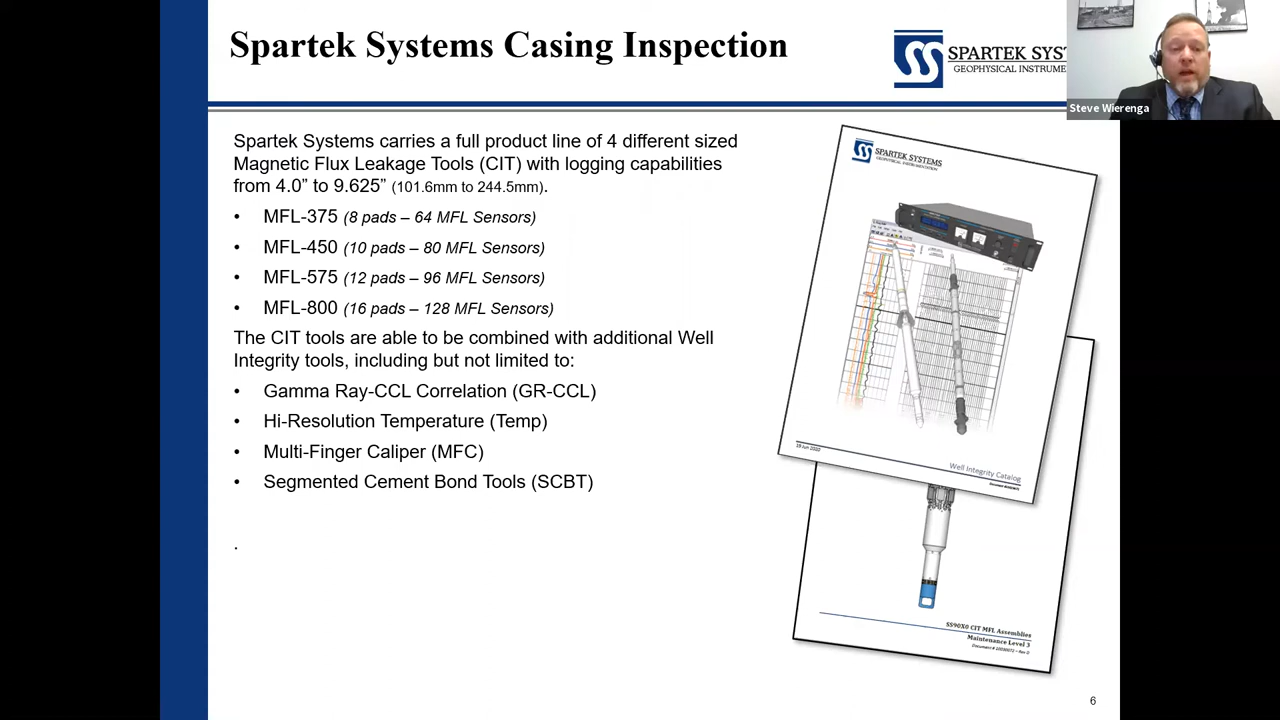 Spartek Systems Casing Inspection
SPARTEK SYST
GEOPHYSICAL INSTRUMEN
Steve Wierenga
Spartek Systems carries a full product line of 4 different sized
Magnetic Flux Leakage Tools (CIT) with logging capabilities
from 4.0” to 9.625” (101.6mm to 244.5mm).
• MFL-375 (8 pads – 64 MFL Sensors)
• MFL-450 (10 pads – 80 MFL Sensors)
• MFL-575 (12 pads – 96 MFL Sensors)
• MFL-800 (16 pads – 128 MFL Sensors)
The CIT tools are able to be combined with additional Well
Integrity tools, including but not limited to:
• Gamma Ray-CCL Correlation (GR-CCL)
• Hi-Resolution Temperature (Temp)
• Multi-Finger Caliper (MFC)
• Segmented Cement Bond Tools (SCBT)
.
SPARTEK SYSTEMS
GEOPHYSICAL INSTRUMENTATION
19 Jun 2020
Well Integrity Catalog
SS90X0 CIT MFL Assemblies
Maintenance Level 3
6